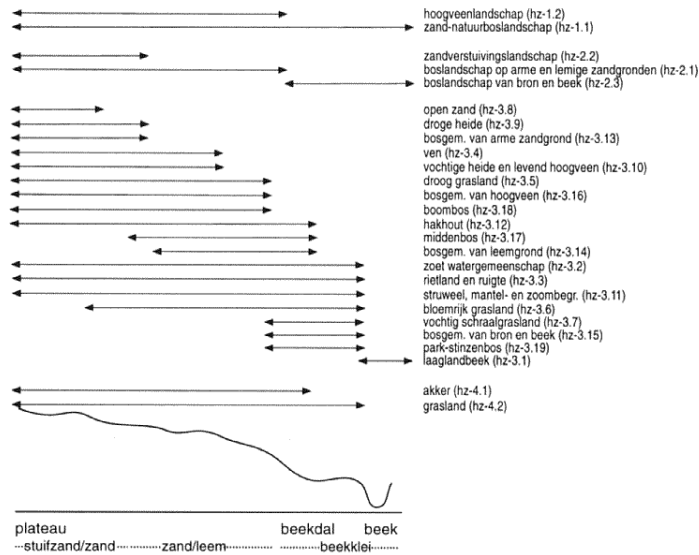 hoogveenlandschap (hz-1.2)
zand-natuurboslandschap (hz-1.1)
zandverstuivingslandschap (hz-2.2)
boslandschap op arme en lemige zandgronden (hz-2.1)
boslandschap van bron en beek (hz-2.3)
open zand (hz-3.8)
droge heide (hz-3.9)
bosgem. van arme zandgrond (hz-3.13)
ven (hz-3.4)
vochtige heide en levend hoogveen (hz-3.10)
droog grasland (hz-3.5)
bosgem. van hoogveen (hz-3.16)
boombos (hz-3.18)
hakhout (hz-3.12)
middenbos (hz-3.17)
bosgem. van leemgrond (hz-3.14)
zoet watergemeenschap (hz-3.2)
rietland en ruigte (hz-3.3)
struweel, mantel- en zoombegr. (hz-3.11)
bloemrijk grasland (hz-3.6)
vochtig schraalgrasland (hz-3.7)
bosgem. van bron en beek (hz-3.15)
park-stinzenbos (hz-3.19)
laaglandbeek (hz-3.1)
akker (hz-4.1)
grasland (hz-4.2)
plateau beekdal beek
stuifzand/zand zand/leem beekklei